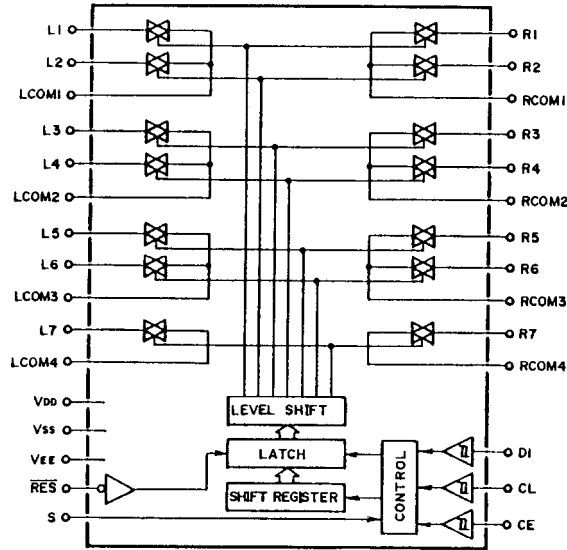 L1
R1
L2
R2
LCOM1
RCOM1
L3
R3
L4
R4
LCOM2
RCOM2
L5
R5
L6
R6
LCOM3
RCOM3
L7
R7
LCOM4
RCOM4
LEVEL SHIFT
VDD
VSS
LATCH
DI
VEE
CONTROL
RES
SHIFT REGISTER
CL
S
CE